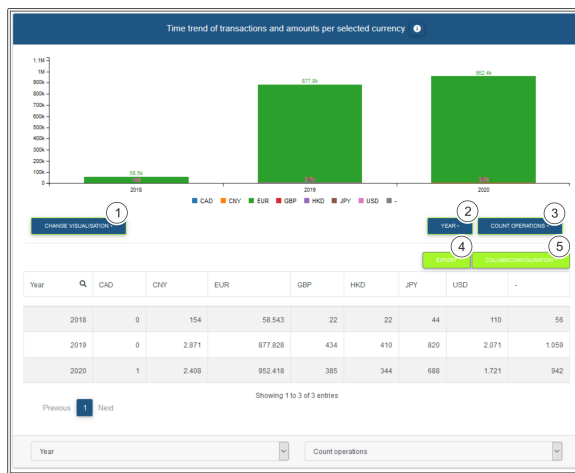 Time trend of transactions and amounts per selected currency
1.1M
1M
900k
800k
700k
600k
500k
400k
300k
200k
100k
0
58.5k
877.8k
952.4k
2018
2019
2020
CAD CNY EUR GBP HKD JPY USD -
1
2
3
CHANGE VISUALISATION
YEAR
COUNT OPERATIONS
4
5
EXPORT
COLUMN CONFIGURATION
Year CAD CNY EUR GBP HKD JPY USD -
2018 0 154 58.543 22 22 44 110 56
2019 0 2.871 877.828 434 410 820 2.071 1.059
2020 1 2.408 952.418 385 344 688 1.721 942
Showing 1 to 3 of 3 entries
Previous 1 Next
Year
Count operations